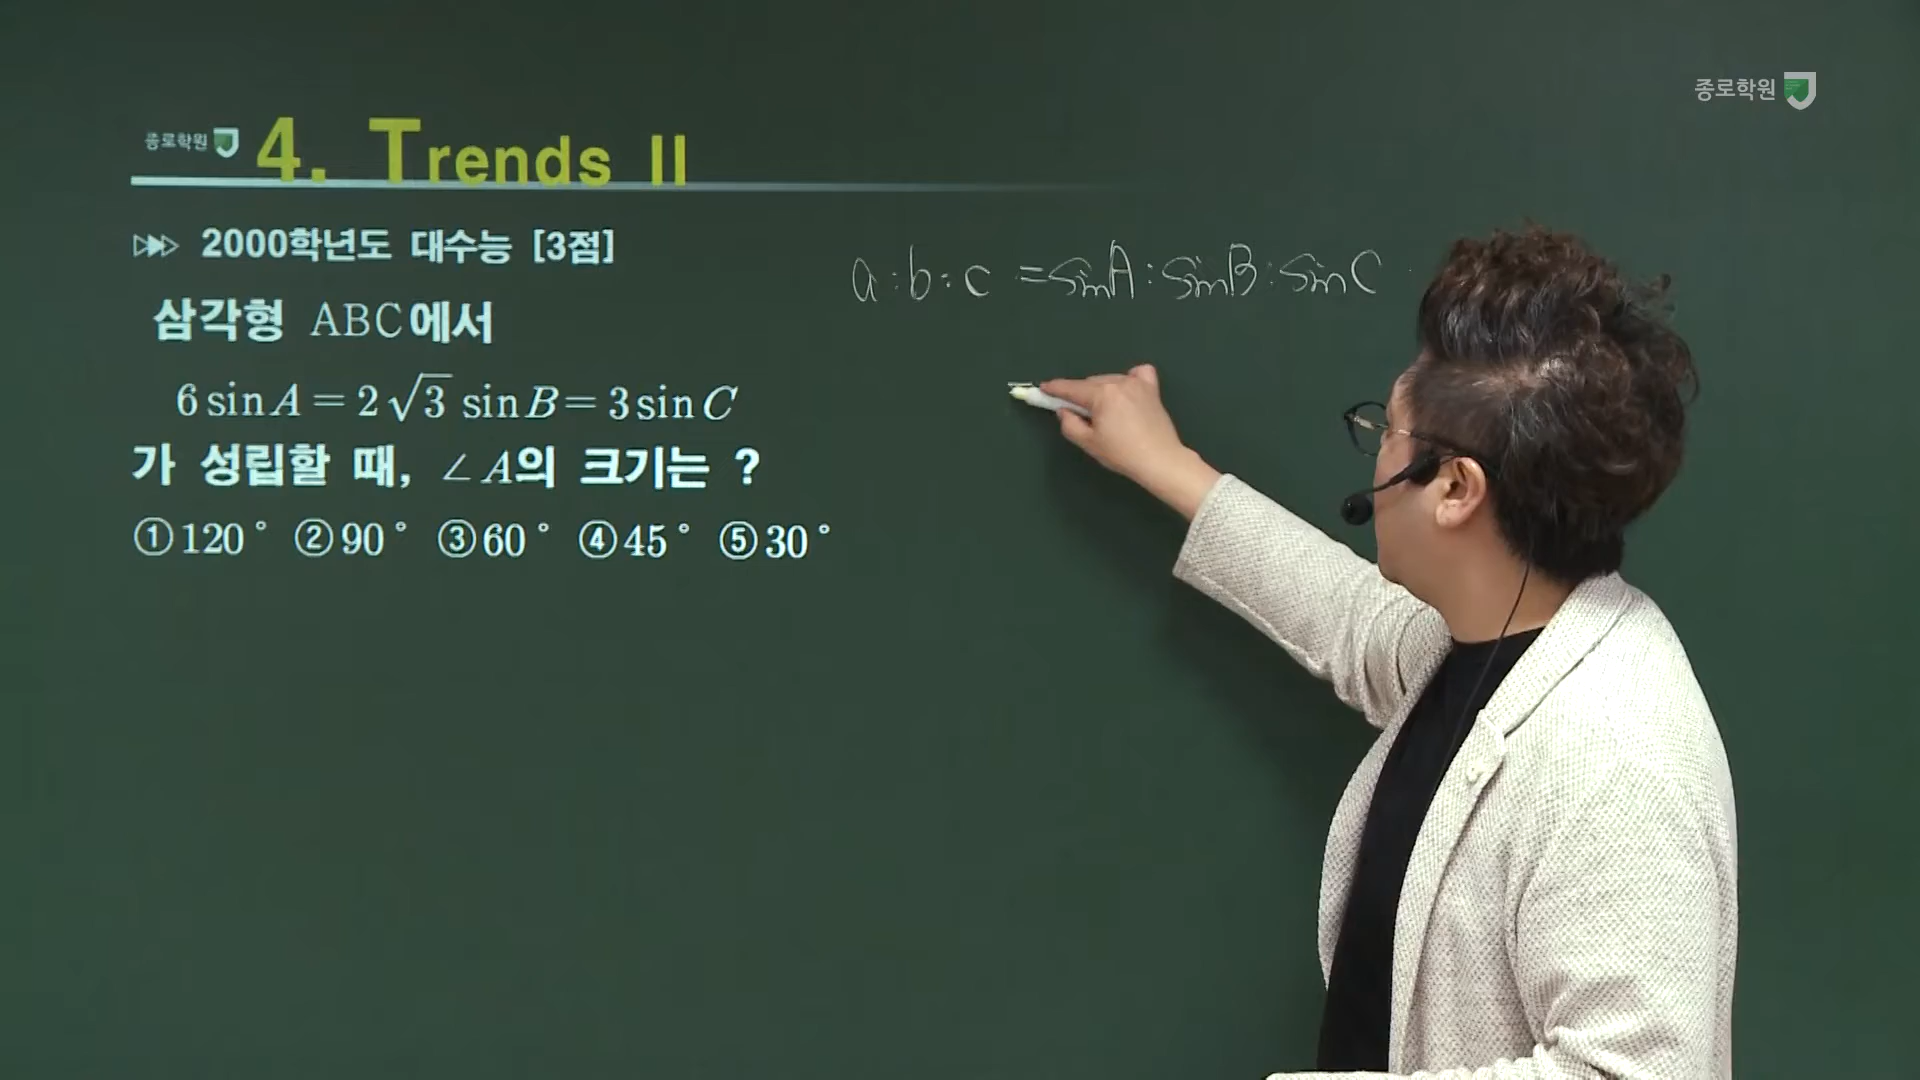 종로학원
종로학원 4. Trends II
2000학년도 대수능 [3점]
a : b : c = sinA : sinB : sinC
삼각형 ABC에서
6 sin A = 2√3 sin B = 3 sin C
가 성립할 때, ∠A의 크기는 ?
①120° ②90° ③60° ④45° ⑤30°